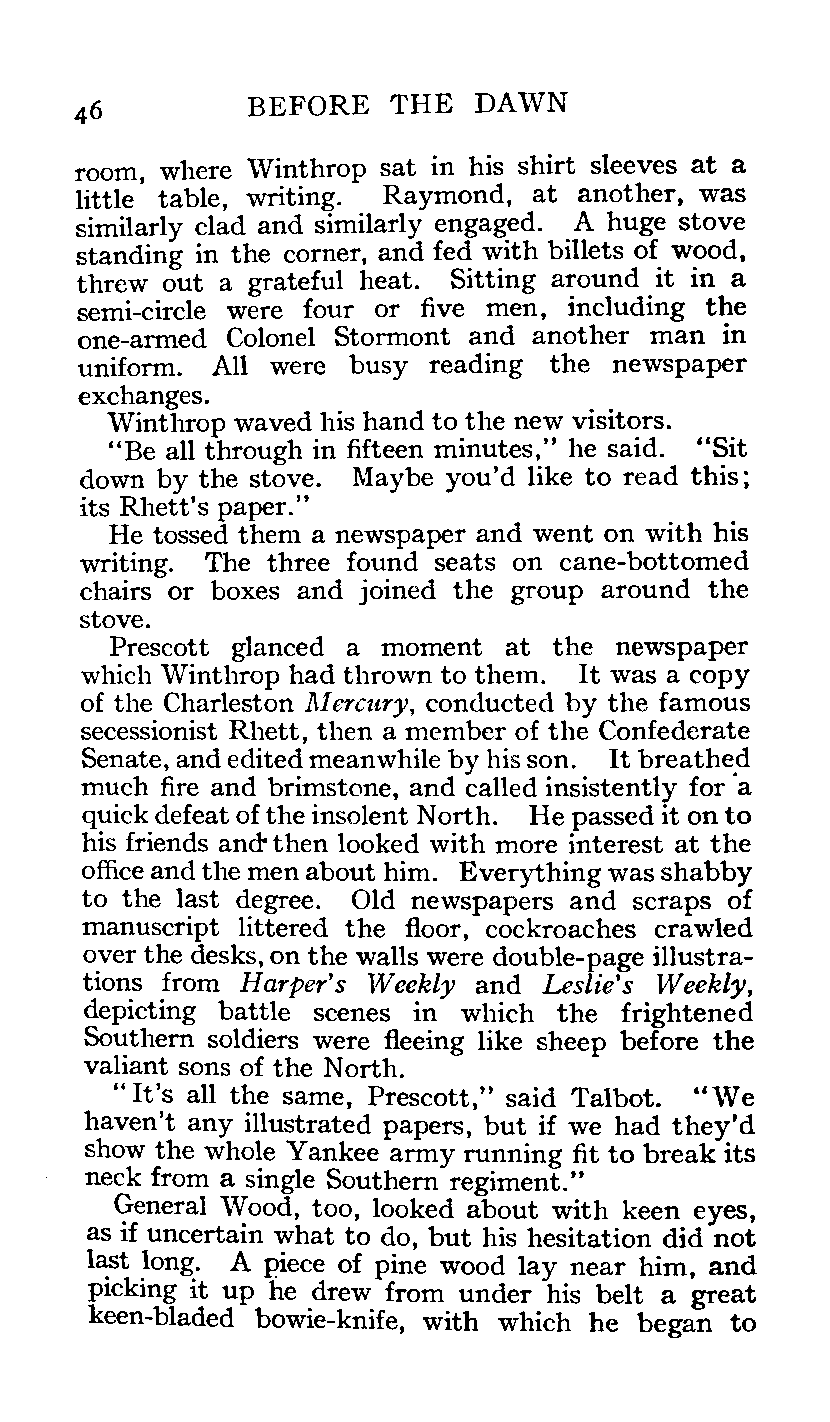 46 BEFORE THE DAWN
room, where Winthrop sat in his shirt sleeves at a
little table, writing. Raymond, at another, was
similarly clad and similarly engaged. A huge stove
standing in the corner, and fed with billets of wood,
threw out a grateful heat. Sitting around it in a
semi-circle were four or five men, including the
one-armed Colonel Stormont and another man in
uniform. All were busy reading the newspaper
exchanges.
Winthrop waved his hand to the new visitors.
"Be all through in fifteen minutes," he said. "Sit
down by the stove. Maybe you'd like to read this;
its Rhett's paper."
He tossed them a newspaper and went on with his
writing. The three found seats on cane-bottomed
chairs or boxes and joined the group around the
stove.
Prescott glanced a moment at the newspaper
which Winthrop had thrown to them. It was a copy
of the Charleston Mercury, conducted by the famous
secessionist Rhett, then a member of the Confederate
Senate, and edited meanwhile by his son. It breathed
much fire and brimstone, and called insistently for a
quick defeat of the insolent North. He passed it on to
his friends and then looked with more interest at the
office and the men about him. Everything was shabby
to the last degree. Old newspapers and scraps of
manuscript littered the floor, cockroaches crawled
over the desks, on the walls were double-page illustra-
tions from Harper's Weekly and Leslie's Weekly,
depicting battle scenes in which the frightened
Southern soldiers were fleeing like sheep before the
valiant sons of the North.
"It's all the same, Prescott," said Talbot. "We
haven't any illustrated papers, but if we had they'd
show the whole Yankee army running fit to break its
neck from a single Southern regiment."
General Wood, too, looked about with keen eyes,
as if uncertain what to do, but his hesitation did not
last long. A piece of pine wood lay near him, and
picking it up he drew from under his belt a great
keen-bladed bowie-knife, with which he began to